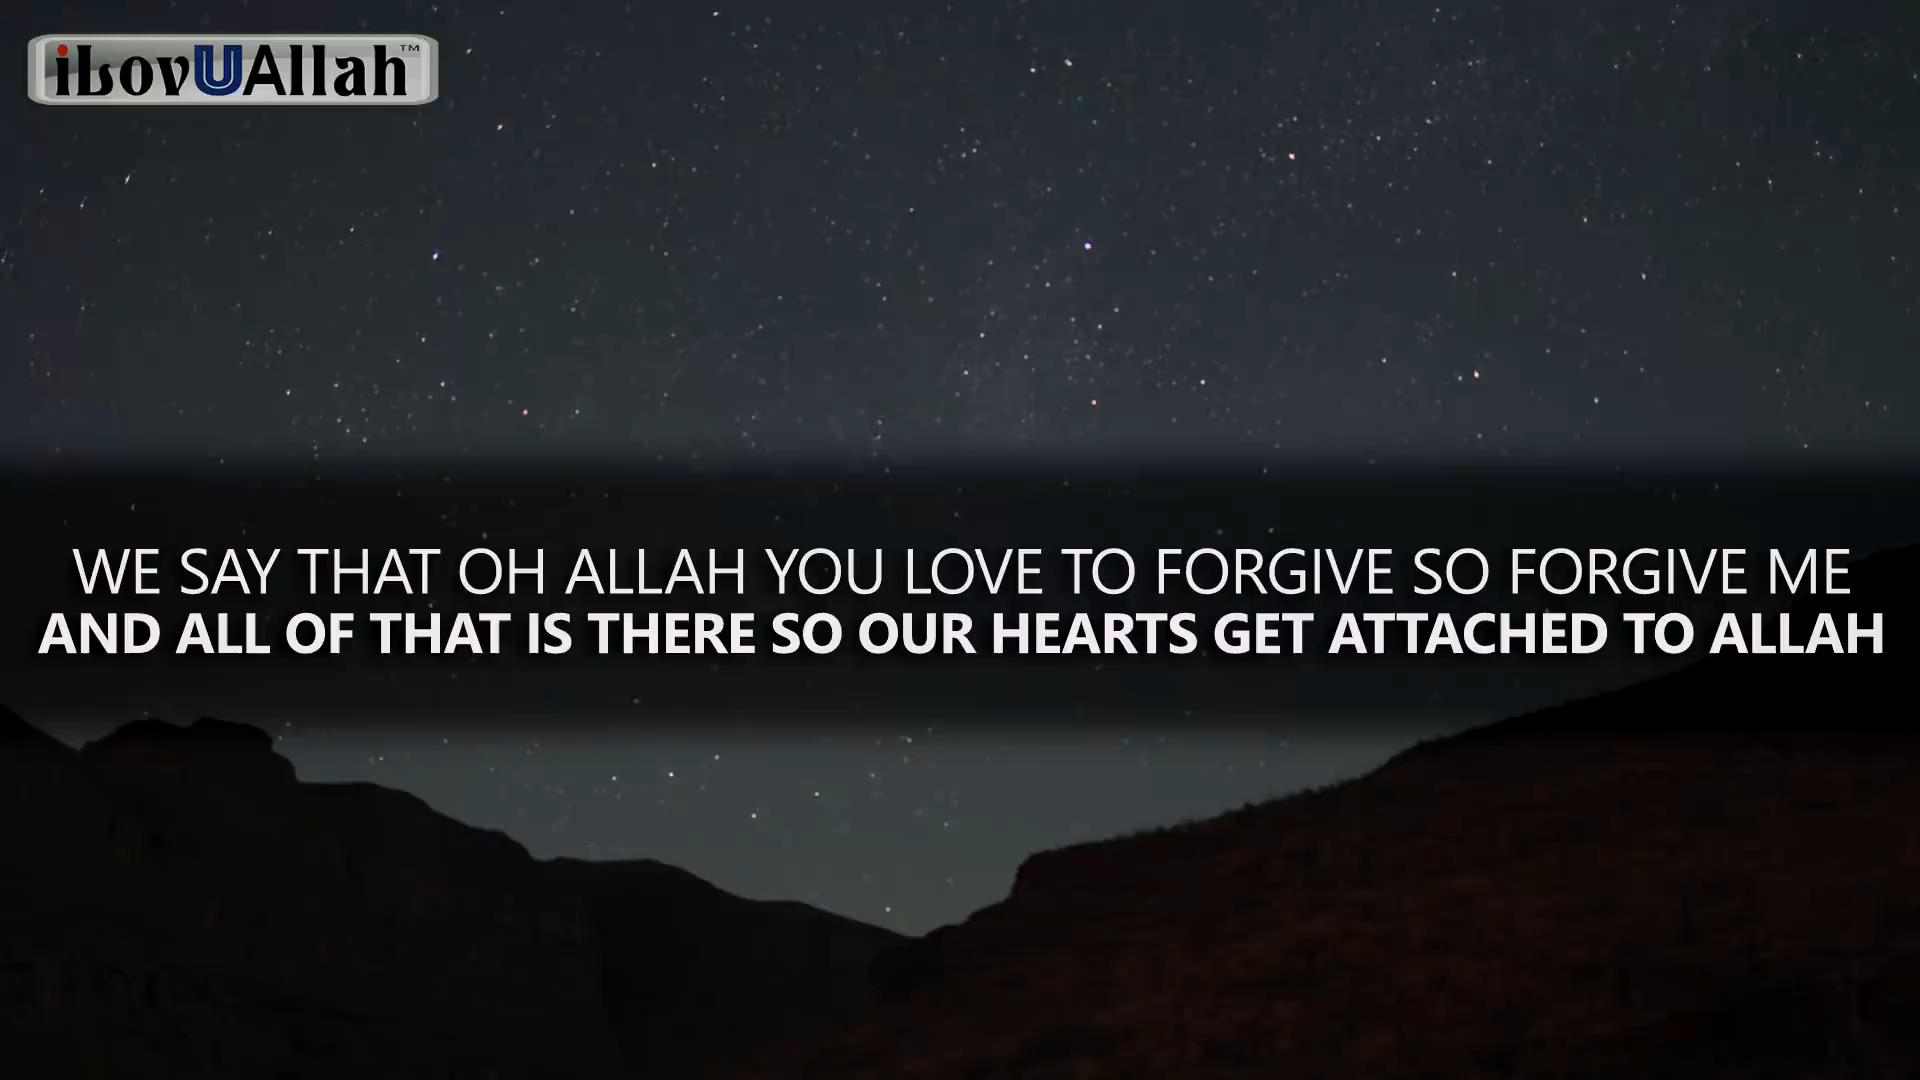 iLovUAllah™
WE SAY THAT OH ALLAH YOU LOVE TO FORGIVE SO FORGIVE ME
AND ALL OF THAT IS THERE SO OUR HEARTS GET ATTACHED TO ALLAH